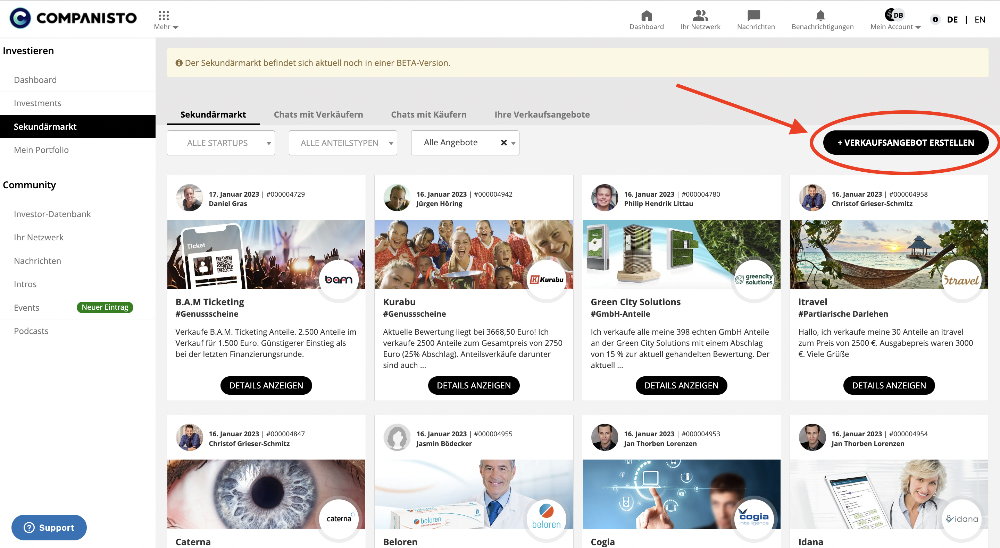 COMPANISTO
Mehr
Dashboard
Ihr Netzwerk
Nachrichten
Benachrichtigungen
DB
Mein Account
DE | EN
Investieren
Dashboard
Investments
Sekundärmarkt
Mein Portfolio
Community
Investor-Datenbank
Ihr Netzwerk
Nachrichten
Intros
Events
Neuer Eintrag
Podcasts
Support
Der Sekundärmarkt befindet sich aktuell noch in einer BETA-Version.
Sekundärmarkt
Chats mit Verkäufern
Chats mit Käufern
Ihre Verkaufsangebote
ALLE STARTUPS
ALLE ANTEILSTYPEN
Alle Angebote
+ VERKAUFSANGEBOT ERSTELLEN
17. Januar 2023 | #000004729
Daniel Gras
Ticket
bam
B.A.M Ticketing
#Genussscheine
Verkaufe B.A.M. Ticketing Anteile. 2.500 Anteile im
Verkauf für 1.500 Euro. Günstigerer Einstieg als
bei der letzten Finanzierungsrunde.
DETAILS ANZEIGEN
16. Januar 2023 | #000004942
Jürgen Höring
K Kurabu
Kurabu
#Genussscheine
Aktuelle Bewertung liegt bei 3668,50 Euro! Ich
verkaufe 2500 Anteile zum Gesamtpreis von 2750
Euro (25% Abschlag). Anteilsverkäufe darunter
sind auch ...
DETAILS ANZEIGEN
16. Januar 2023 | #000004780
Philip Hendrik Littau
greencity
solutions
Green City Solutions
#GmbH-Anteile
Ich verkaufe alle meine 398 echten GmbH Anteile
an der Green City Solutions mit einem Abschlag
von 15 % zur aktuell gehandelten Bewertung. Der
aktuell ...
DETAILS ANZEIGEN
16. Januar 2023 | #000004958
Christof Grieser-Schmitz
itravel
itravel
#Partiarische Darlehen
Hallo, ich verkaufe meine 30 Anteile an itravel
zum Preis von 2500 €. Ausgabepreis waren 3000
€. Viele Grüße
DETAILS ANZEIGEN
16. Januar 2023 | #000004847
Christof Grieser-Schmitz
caterna
Caterna
16. Januar 2023 | #000004955
Jasmin Bödecker
beloren
beloren
Beloren
16. Januar 2023 | #000004953
Jan Thorben Lorenzen
cogia
intelligence
Cogia
16. Januar 2023 | #000004954
Jan Thorben Lorenzen
idana
Idana